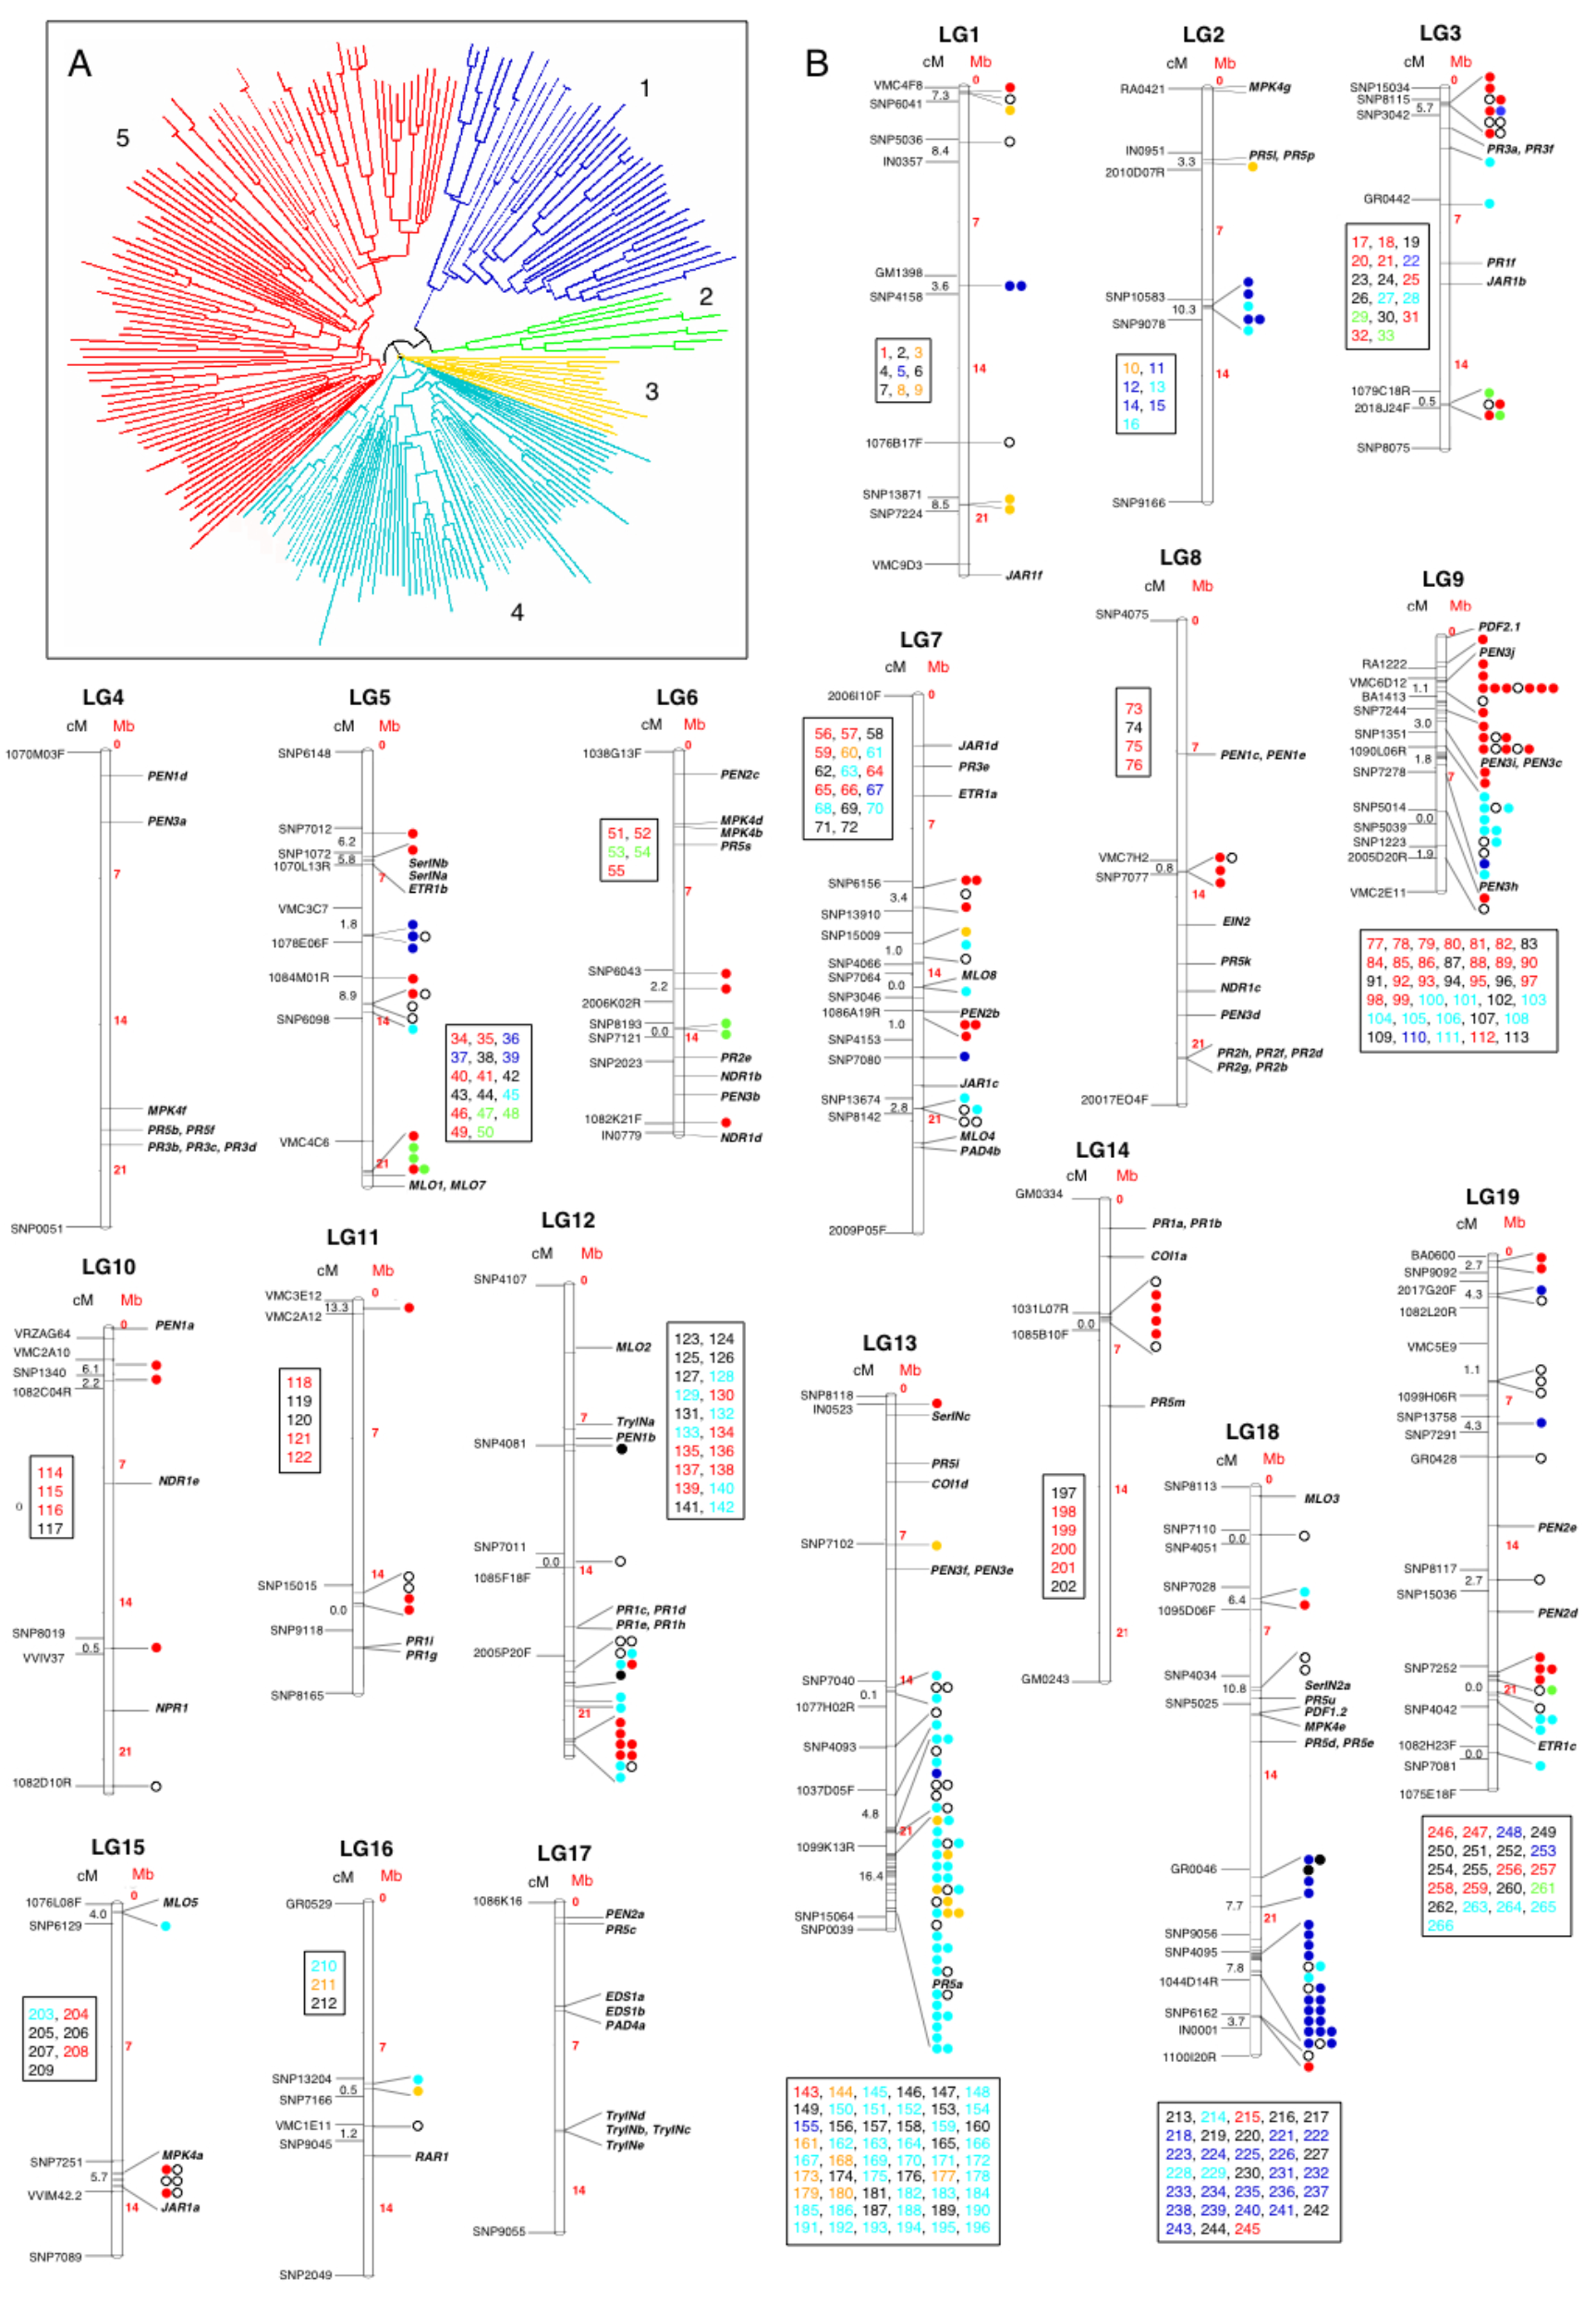 A
1
2
3
4
5
B
LG1
cM Mb
0
VMC4F8
7.3
SNP6041
SNP5036
8.4
IN0357
7
GM1398
3.6
SNP4158
1, 2, 3
4, 5, 6
7, 8, 9
14
1076B17F
SNP13871
8.5
SNP7224
21
VMC9D3
JAR1f
LG2
cM Mb
0
RA0421
MPK4g
IN0951
3.3
PR5l, PR5p
2010D07R
7
SNP10583
10.3
SNP9078
10, 11
12, 13
14, 15
16
14
SNP9166
LG3
cM Mb
0
SNP15034
SNP8115
5.7
SNP3042
PR3a, PR3f
GR0442
7
17, 18, 19
20, 21, 22
23, 24, 25
26, 27, 28
29, 30, 31
32, 33
PR1f
JAR1b
14
1079C18R
0.5
2018J24F
SNP8075
LG4
cM Mb
0
1070M03F
PEN1d
PEN3a
7
14
MPK4f
PR5b, PR5f
PR3b, PR3c, PR3d
21
SNP0051
LG5
cM Mb
0
SNP6148
SNP7012
6.2
SNP1072
5.8
1070L13R
SerINb
SerINa
ETR1b
7
VMC3C7
1.8
1078E06F
1084M01R
8.9
SNP6098
14
34, 35, 36
37, 38, 39
40, 41, 42
43, 44, 45
46, 47, 48
49, 50
VMC4C6
21
MLO1, MLO7
LG6
cM Mb
0
1038G13F
PEN2c
51, 52
53, 54
55
MPK4d
MPK4b
PR5s
7
SNP6043
2.2
2006K02R
SNP8193
0.0
SNP7121
14
SNP2023
PR2e
NDR1b
PEN3b
1082K21F
IN0779
NDR1d
LG7
cM Mb
0
2006I10F
56, 57, 58
59, 60, 61
62, 63, 64
65, 66, 67
68, 69, 70
71, 72
JAR1d
PR3e
ETR1a
7
SNP6156
3.4
SNP13910
SNP15009
1.0
SNP4066
SNP7064
14
MLO8
0.0
SNP3046
1086A19R
PEN2b
1.0
SNP4153
SNP7080
JAR1c
SNP13674
2.8
SNP8142
21
MLO4
PAD4b
2009P05F
LG8
cM Mb
SNP4075
0
73
74
75
76
7
PEN1c, PEN1e
VMC7H2
0.8
SNP7077
14
EIN2
PR5k
NDR1c
PEN3d
21
PR2h, PR2f, PR2d
PR2g, PR2b
20017EO4F
LG9
cM Mb
0
PDF2.1
PEN3j
RA1222
VMC6D12
1.1
BA1413
SNP7244
3.0
SNP1351
1090L06R
1.8
PEN3i, PEN3c
SNP7278
7
SNP5014
0.0
SNP5039
SNP1223
1.9
2005D20R
PEN3h
VMC2E11
77, 78, 79, 80, 81, 82, 83
84, 85, 86, 87, 88, 89, 90
91, 92, 93, 94, 95, 96, 97
98, 99, 100, 101, 102, 103
104, 105, 106, 107, 108
109, 110, 111, 112, 113
LG10
cM Mb
0
PEN1a
VRZAG64
VMC2A10
SNP1340
6.1
2.2
1082C04R
7
NDR1e
0
114
115
116
117
14
SNP8019
0.5
VVIV37
NPR1
21
1082D10R
LG11
cM Mb
0
VMC3E12
13.3
VMC2A12
118
119
120
121
122
7
14
SNP15015
0.0
SNP9118
PR1i
PR1g
SNP8165
LG12
cM Mb
SNP4107
0
MLO2
123, 124
125, 126
127, 128
129, 130
131, 132
133, 134
135, 136
137, 138
139, 140
141, 142
7
TryINa
PEN1b
SNP4081
SNP7011
0.0
14
1085F18F
PR1c, PR1d
PR1e, PR1h
2005P20F
21
LG13
cM Mb
0
SNP8118
IN0523
SerINc
PR5i
COI1d
7
SNP7102
PEN3f, PEN3e
SNP7040
14
0.1
1077H02R
SNP4093
1037D05F
4.8
21
1099K13R
16.4
SNP15064
SNP0039
PR5a
143, 144, 145, 146, 147, 148
149, 150, 151, 152, 153, 154
155, 156, 157, 158, 159, 160
161, 162, 163, 164, 165, 166
167, 168, 169, 170, 171, 172
173, 174, 175, 176, 177, 178
179, 180, 181, 182, 183, 184
185, 186, 187, 188, 189, 190
191, 192, 193, 194, 195, 196
LG14
cM Mb
GM0334
0
PR1a, PR1b
COI1a
1031L07R
0.0
1085B10F
7
PR5m
197
198
199
200
201
202
14
21
GM0243
LG15
cM Mb
0
1076L08F
MLO5
4.0
SNP6129
203, 204
205, 206
207, 208
209
7
SNP7251
MPK4a
5.7
VVIM42.2
14
JAR1a
SNP7089
LG16
cM Mb
0
GR0529
210
211
212
7
SNP13204
0.5
SNP7166
VMC1E11
1.2
SNP9045
RAR1
14
SNP2049
LG17
cM Mb
1086K16
0
PEN2a
PR5c
EDS1a
EDS1b
PAD4a
7
TryINd
TryINb, TryINc
TryINe
14
SNP9055
LG18
cM Mb
0
SNP8113
MLO3
SNP7110
0.0
SNP4051
SNP7028
6.4
1095D06F
7
SNP4034
10.8
SNP5025
SerIN2a
PR5u
PDF1.2
MPK4e
PR5d, PR5e
14
GR0046
7.7
21
SNP9056
SNP4095
7.8
1044D14R
SNP6162
3.7
IN0001
1100I20R
213, 214, 215, 216, 217
218, 219, 220, 221, 222
223, 224, 225, 226, 227
228, 229, 230, 231, 232
233, 234, 235, 236, 237
238, 239, 240, 241, 242
243, 244, 245
LG19
cM Mb
0
BA0600
2.7
SNP9092
2017G20F
4.3
1082L20R
VMC5E9
1.1
1099H06R
7
SNP13758
4.3
SNP7291
GR0428
PEN2e
14
SNP8117
2.7
SNP15036
PEN2d
SNP7252
0.0
21
SNP4042
ETR1c
1082H23F
0.0
SNP7081
1075E18F
246, 247, 248, 249
250, 251, 252, 253
254, 255, 256, 257
258, 259, 260, 261
262, 263, 264, 265
266